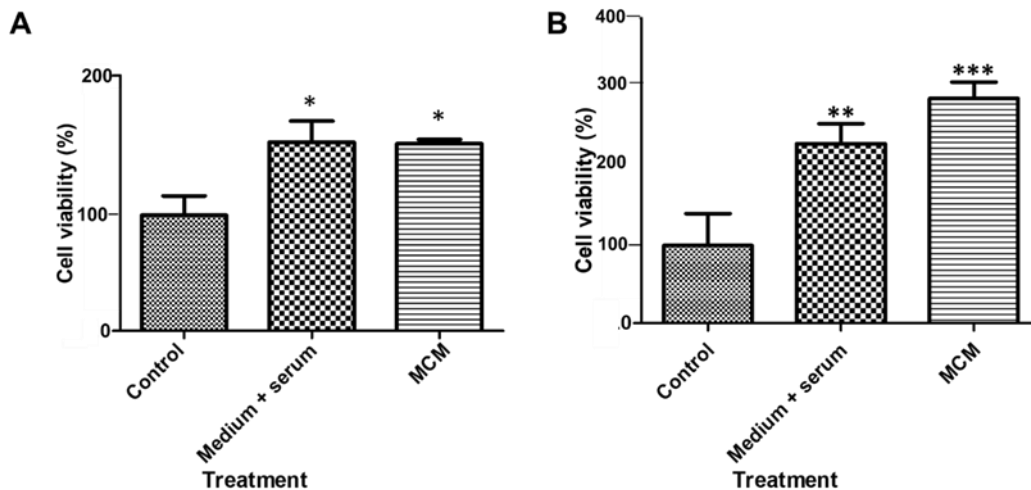 A
Cell viability (%)
200
100
0
*
*
Control
Medium + serum
MCM
Treatment
B
Cell viability (%)
400
300
200
100
0
**
***
Control
Medium + serum
MCM
Treatment